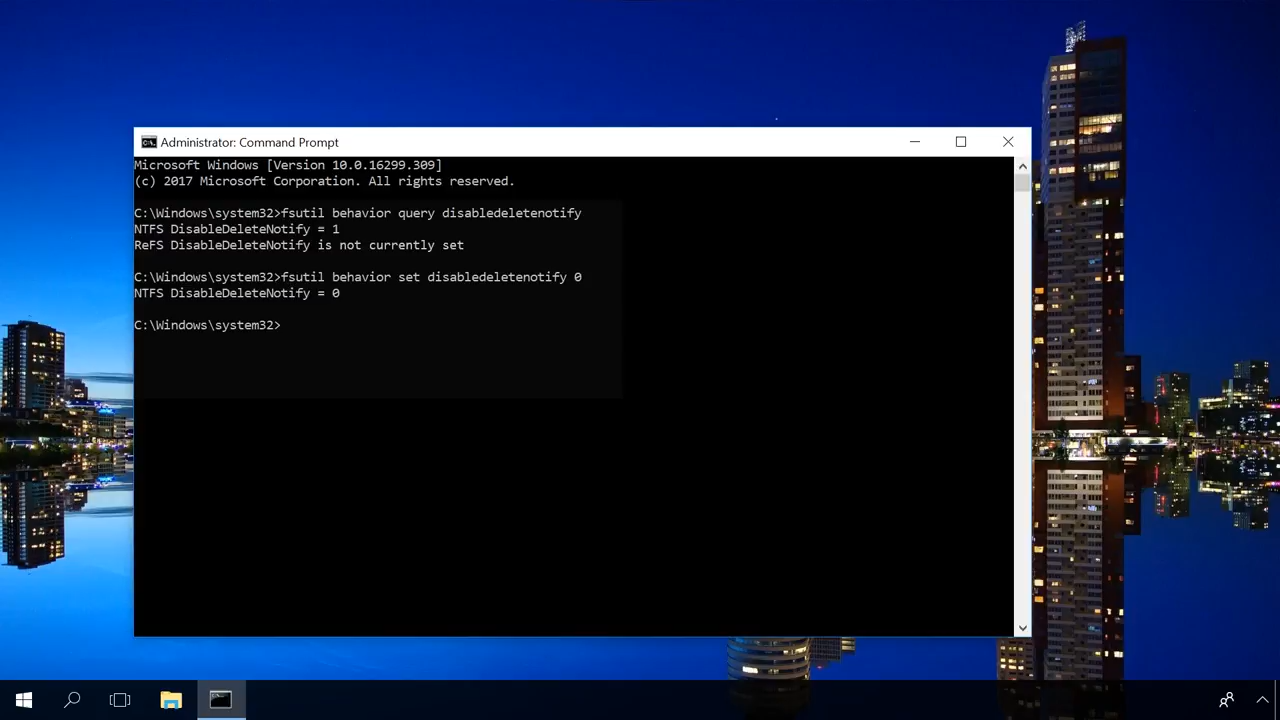 Administrator: Command Prompt
Microsoft Windows [Version 10.0.16299.309]
(c) 2017 Microsoft Corporation. All rights reserved.
C:\Windows\system32>fsutil behavior query disabledeletenotify
NTFS DisableDeleteNotify = 1
ReFS DisableDeleteNotify is not currently set
C:\Windows\system32>fsutil behavior set disabledeletenotify 0
NTFS DisableDeleteNotify = 0
C:\Windows\system32>